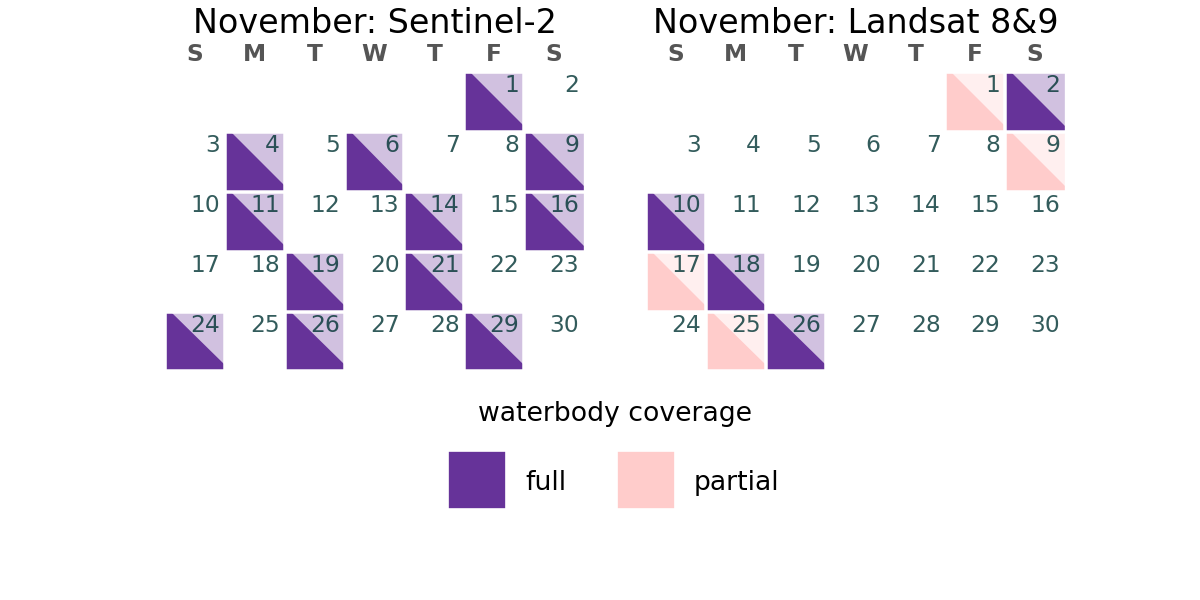 November: Sentinel-2
S M T W T F S
1 2
3 4 5 6 7 8 9
10 11 12 13 14 15 16
17 18 19 20 21 22 23
24 25 26 27 28 29 30
November: Landsat 8&9
S M T W T F S
1 2
3 4 5 6 7 8 9
10 11 12 13 14 15 16
17 18 19 20 21 22 23
24 25 26 27 28 29 30
waterbody coverage
full
partial